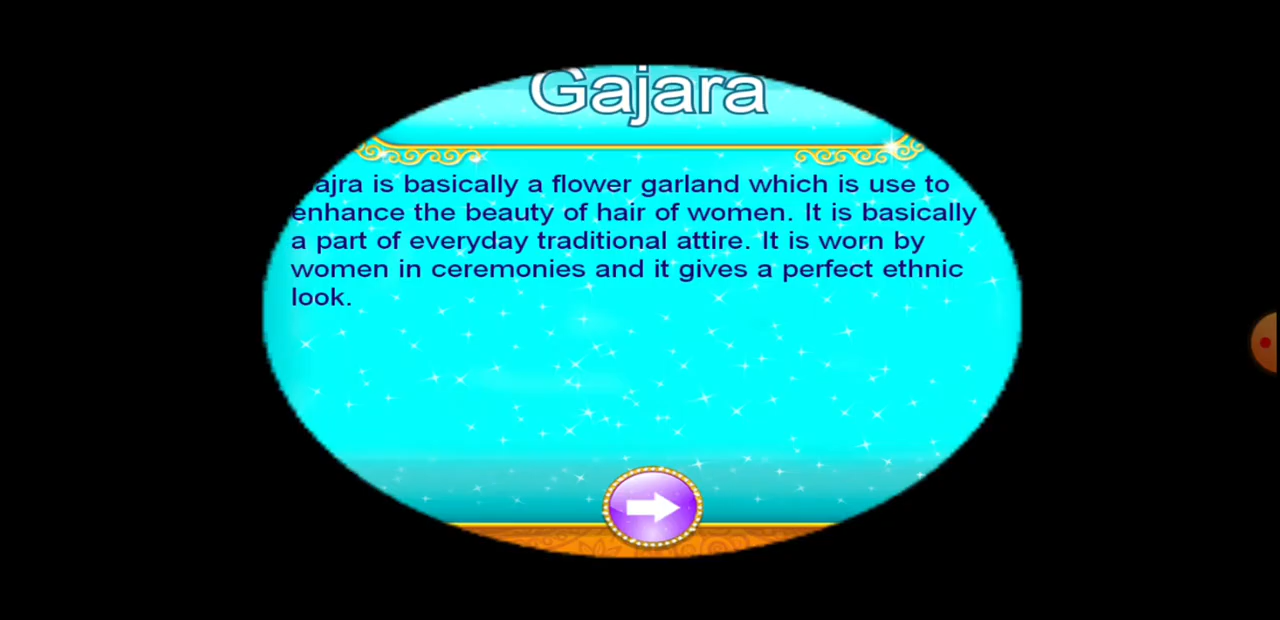 Gajara
ajra is basically a flower garland which is use to
enhance the beauty of hair of women. It is basically
a part of everyday traditional attire. It is worn by
women in ceremonies and it gives a perfect ethnic
look.